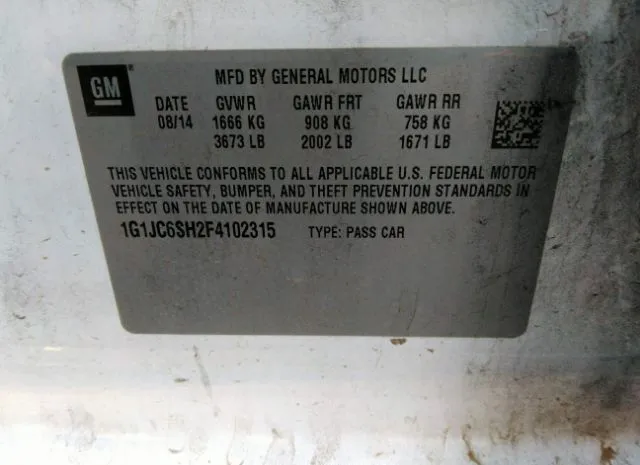 GM ®
MFD BY GENERAL MOTORS LLC
DATE GVWR GAWR FRT GAWR RR
08/14 1666 KG 908 KG 758 KG
3673 LB 2002 LB 1671 LB
THIS VEHICLE CONFORMS TO ALL APPLICABLE U.S. FEDERAL MOTOR
VEHICLE SAFETY, BUMPER, AND THEFT PREVENTION STANDARDS IN
EFFECT ON THE DATE OF MANUFACTURE SHOWN ABOVE.
1G1JC6SH2F4102315 TYPE: PASS CAR